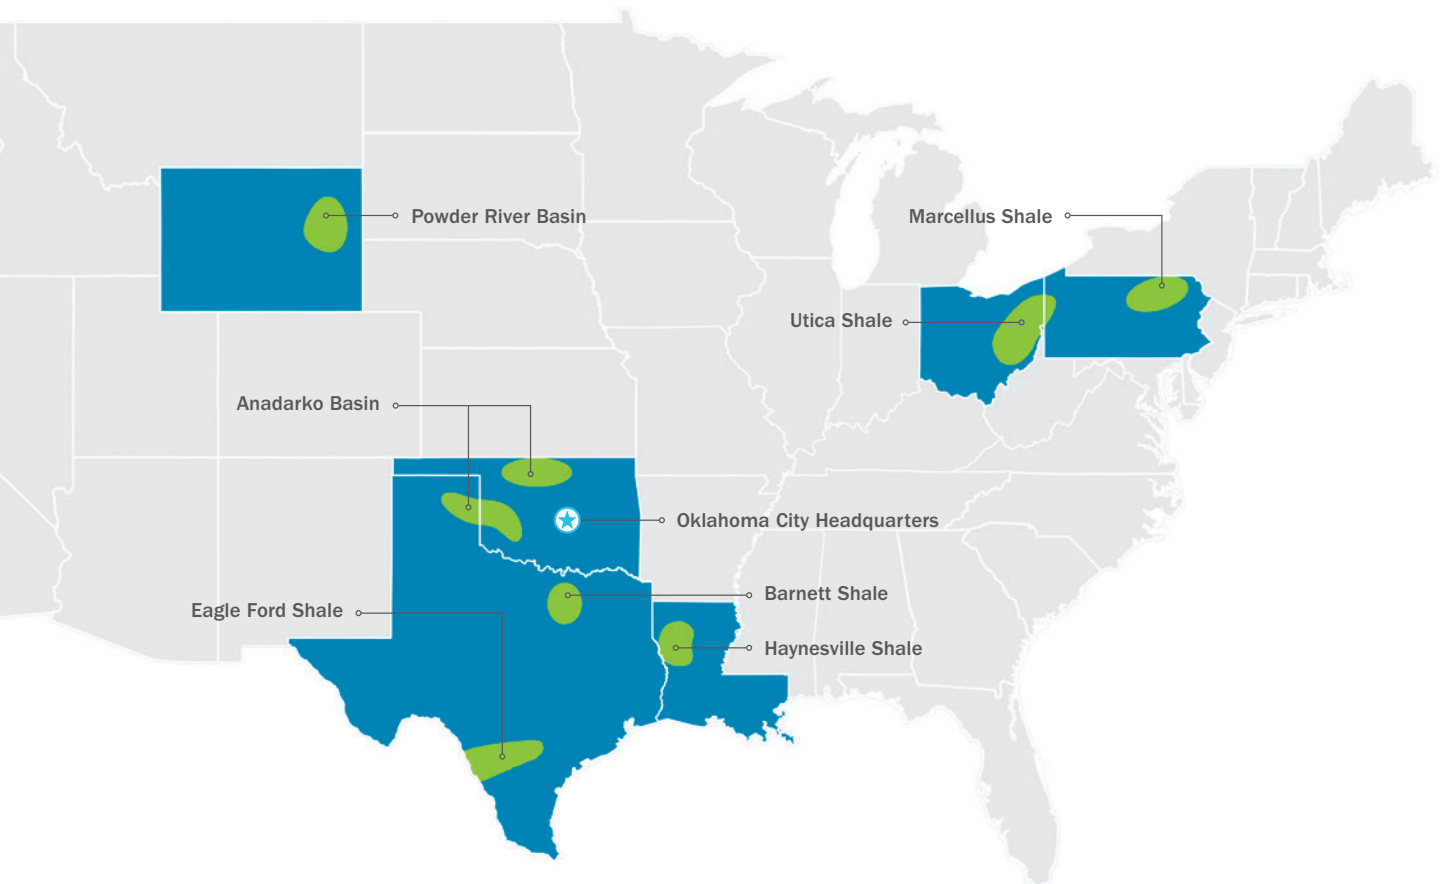 Powder River Basin
Marcellus Shale
Utica Shale
Anadarko Basin
Oklahoma City Headquarters
Barnett Shale
Eagle Ford Shale
Haynesville Shale